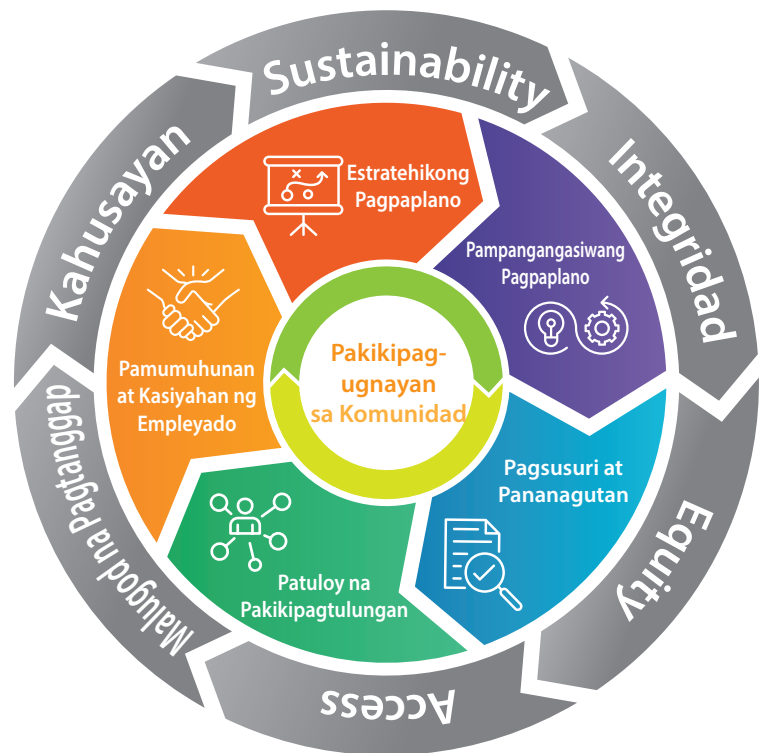 Sustainability
Integridad
Equity
Access
Malugod na Pagtanggap
Kahusayan
Estratehikong
Pagpaplano
Pampangangasiwang
Pagpaplano
Pagsusuri at
Pananagutan
Patuloy na
Pakikipagtulungan
Pamumuhunan
at Kasiyahan ng
Empleyado
Pakikipag-
ugnayan
sa Komunidad